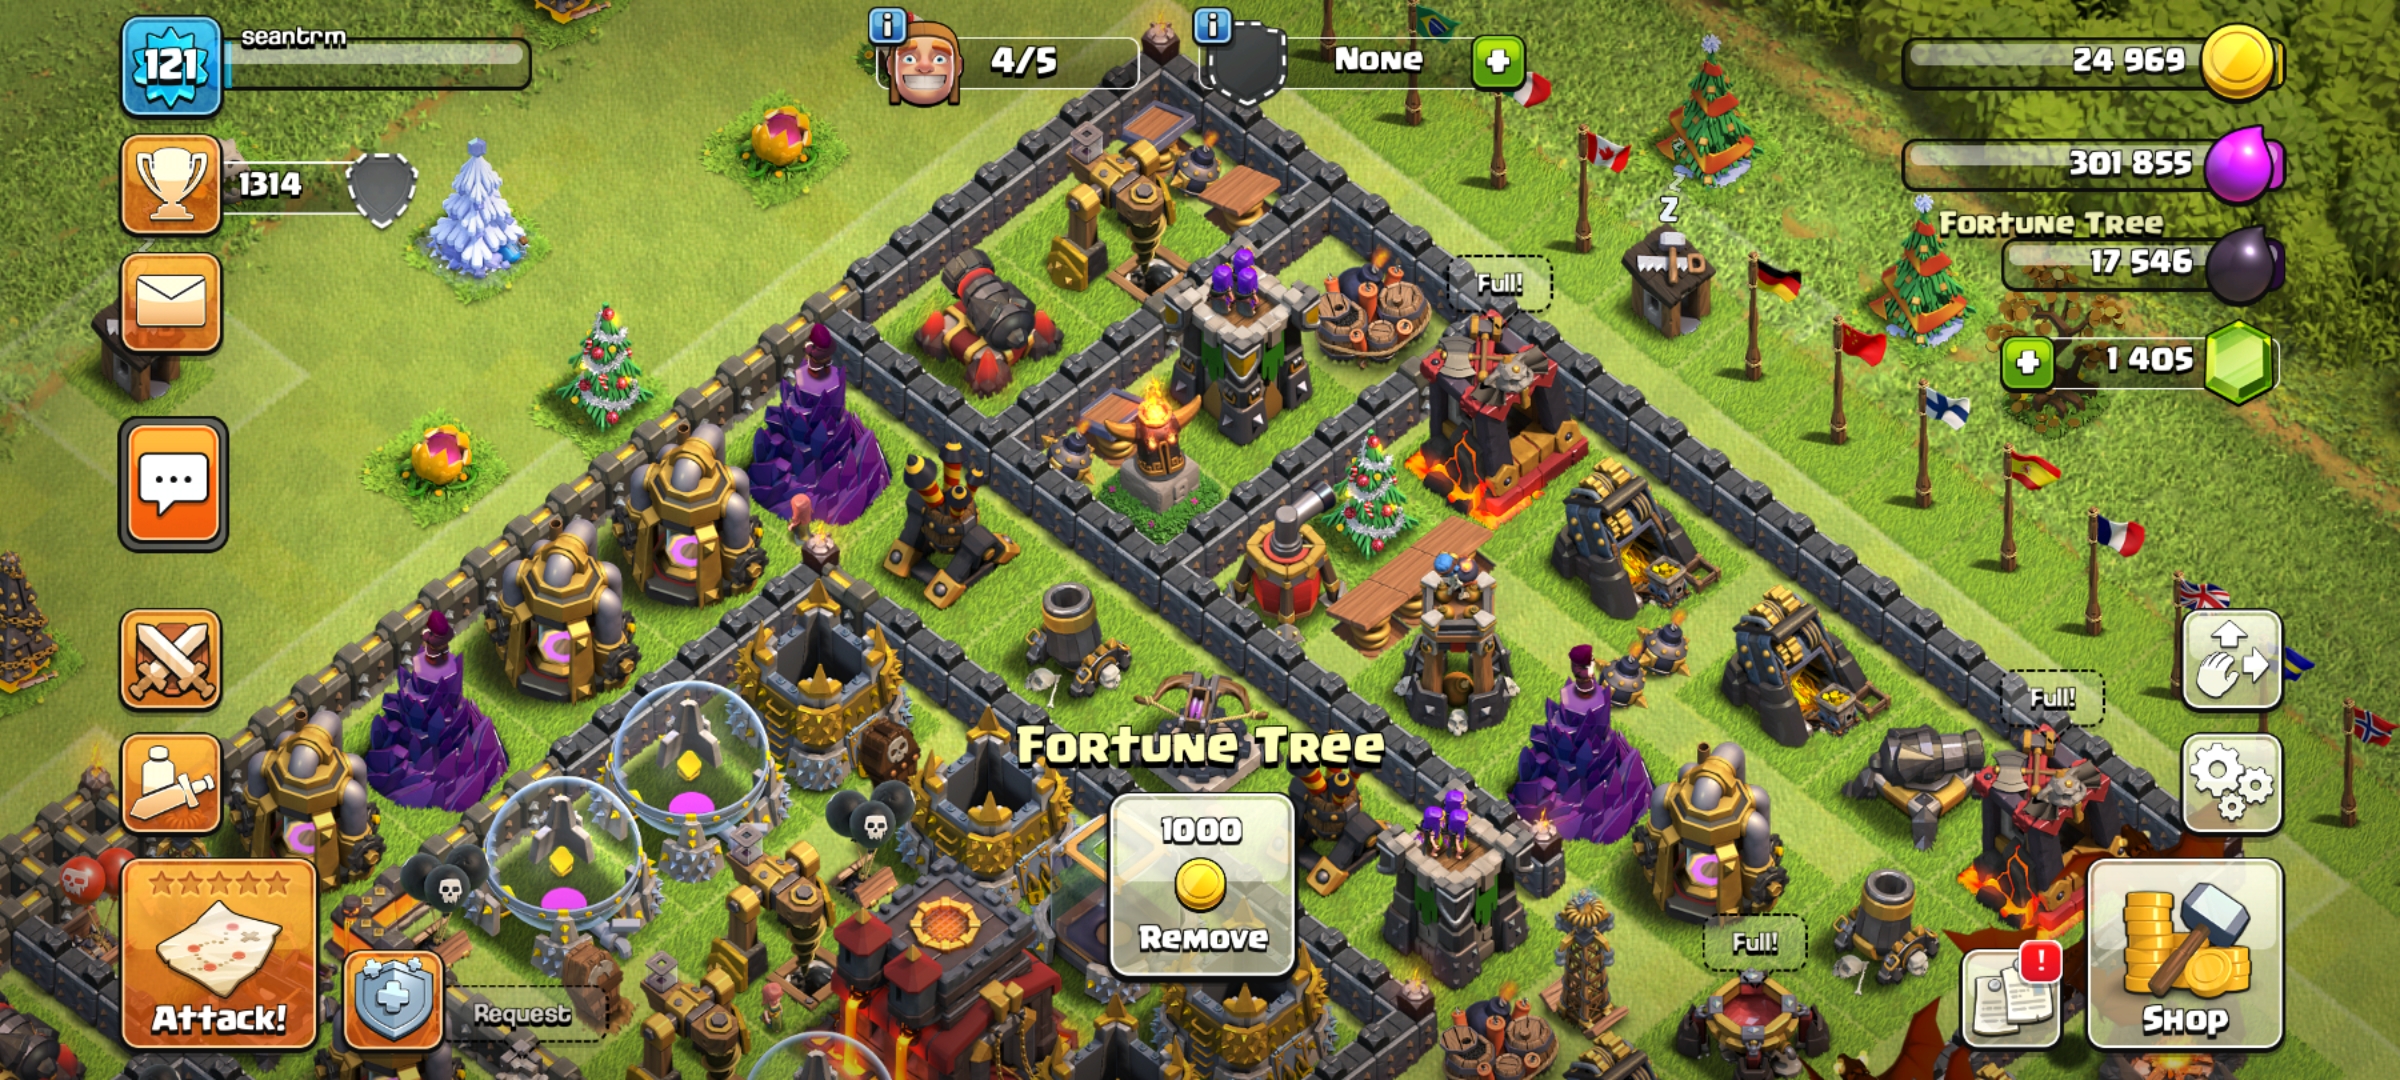 121
seantrm
4/5
None
24 969
1314
301 855
Z
Z
Fortune Tree
17 546
Full!
1 405
Full!
Fortune Tree
1000
Remove
Full!
Attack!
Request
Shop